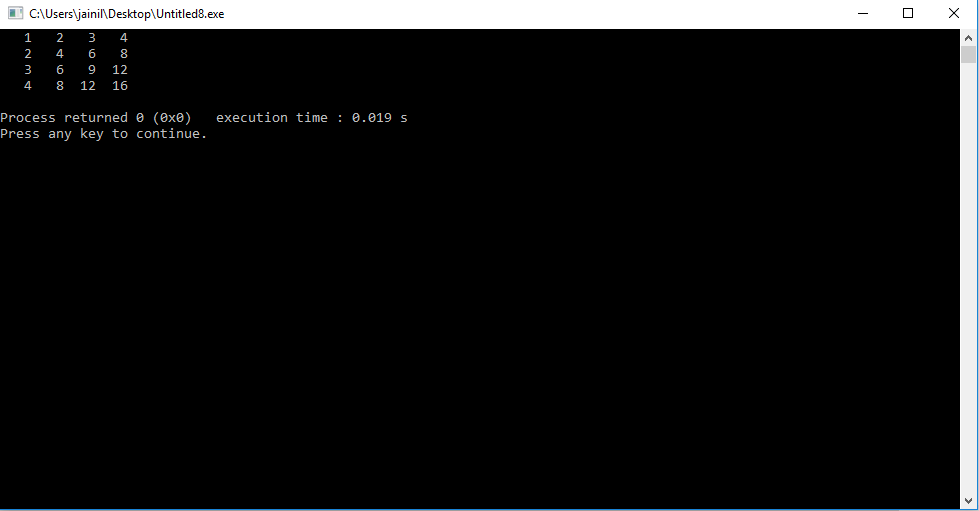 C:\Users\jainil\Desktop\Untitled8.exe
   1   2   3   4
   2   4   6   8
   3   6   9  12
   4   8  12  16
Process returned 0 (0x0)   execution time : 0.019 s
Press any key to continue.